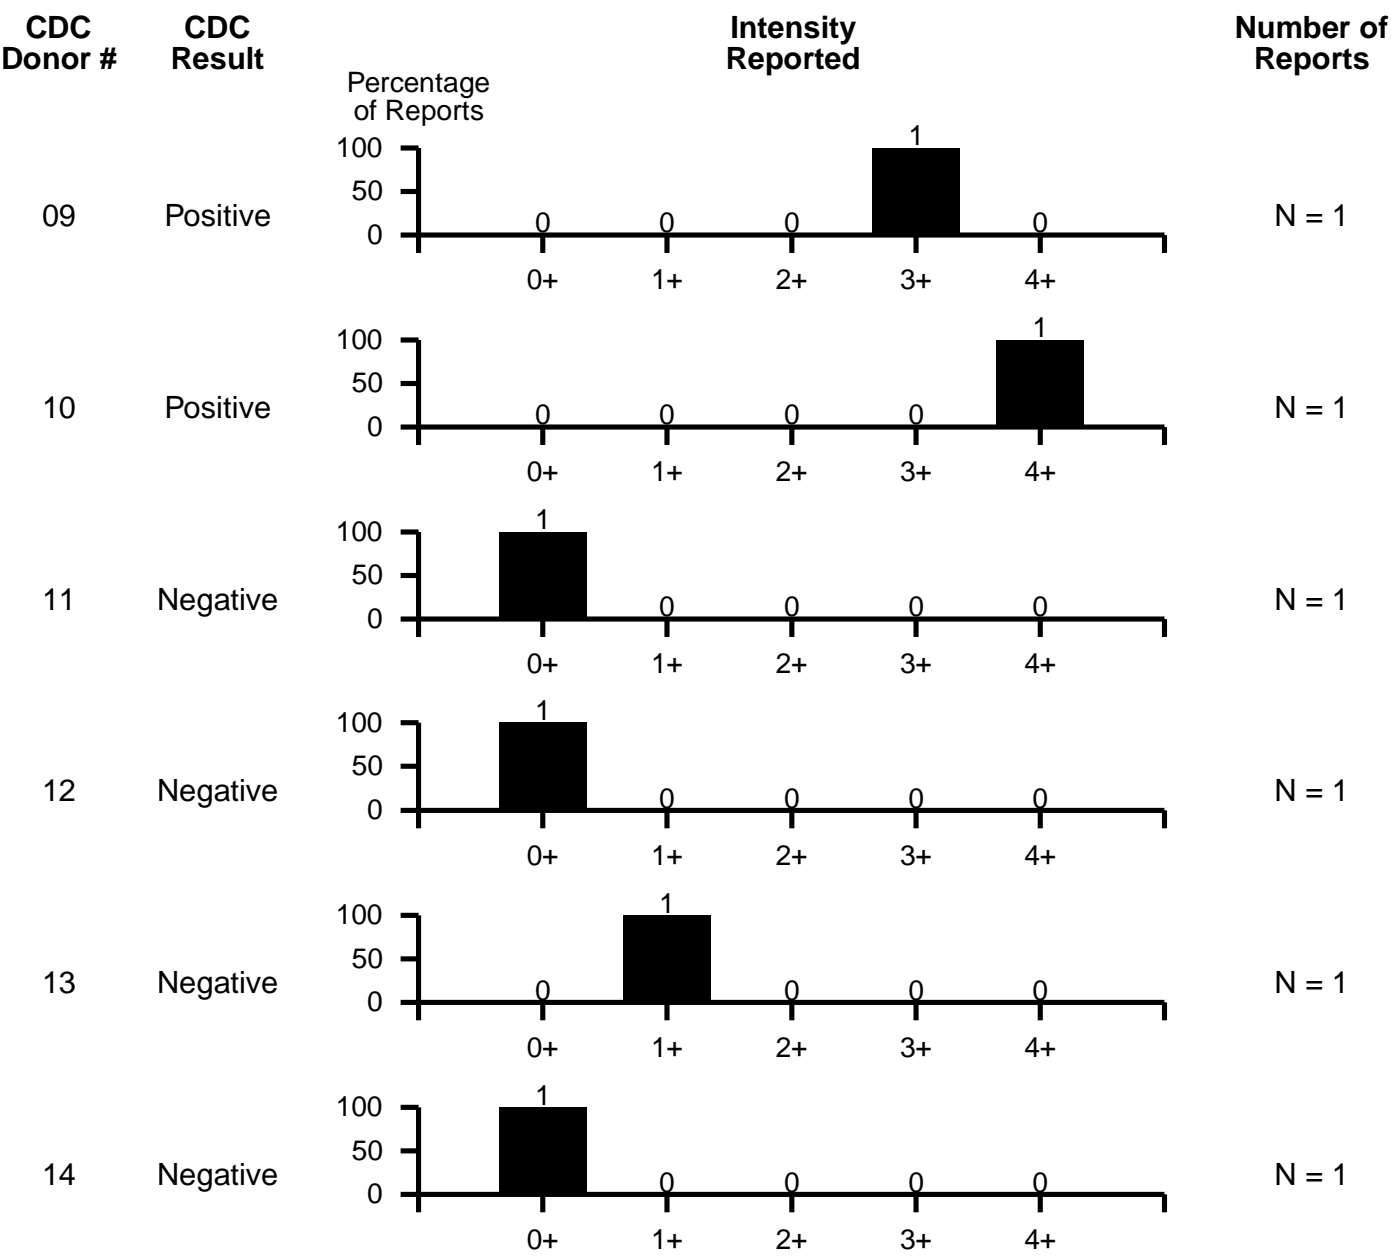 CDC Donor #
CDC Result
Intensity Reported
Number of Reports
Percentage of Reports
09
Positive
100
50
0
0 0 0 1 0
0+ 1+ 2+ 3+ 4+
N = 1
10
Positive
100
50
0
0 0 0 0 1
0+ 1+ 2+ 3+ 4+
N = 1
11
Negative
100
50
0
1 0 0 0 0
0+ 1+ 2+ 3+ 4+
N = 1
12
Negative
100
50
0
1 0 0 0 0
0+ 1+ 2+ 3+ 4+
N = 1
13
Negative
100
50
0
0 1 0 0 0
0+ 1+ 2+ 3+ 4+
N = 1
14
Negative
100
50
0
1 0 0 0 0
0+ 1+ 2+ 3+ 4+
N = 1